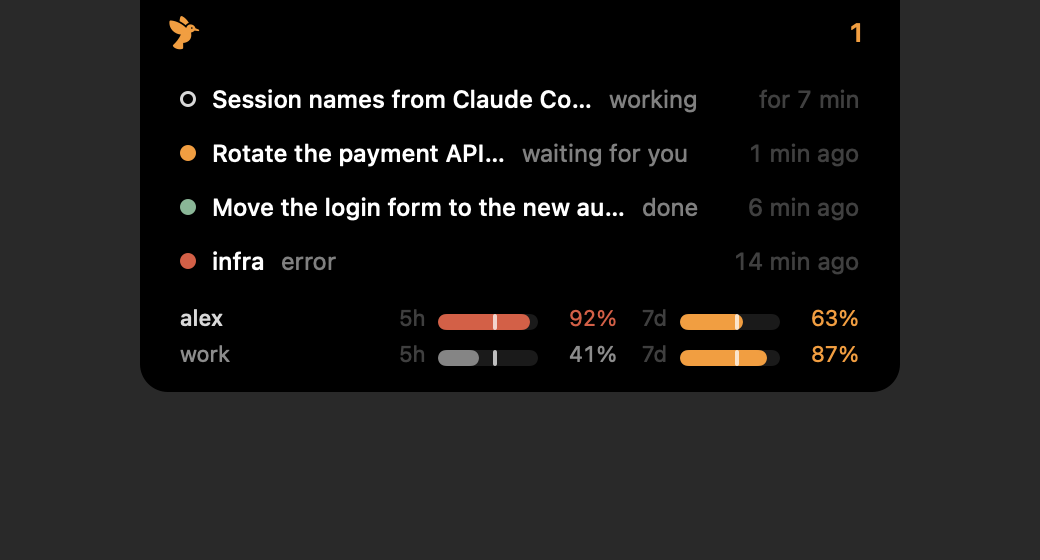 1
Session names from Claude Co... working for 7 min
Rotate the payment API... waiting for you 1 min ago
Move the login form to the new au... done 6 min ago
infra error 14 min ago
alex 5h 92% 7d 63%
work 5h 41% 7d 87%